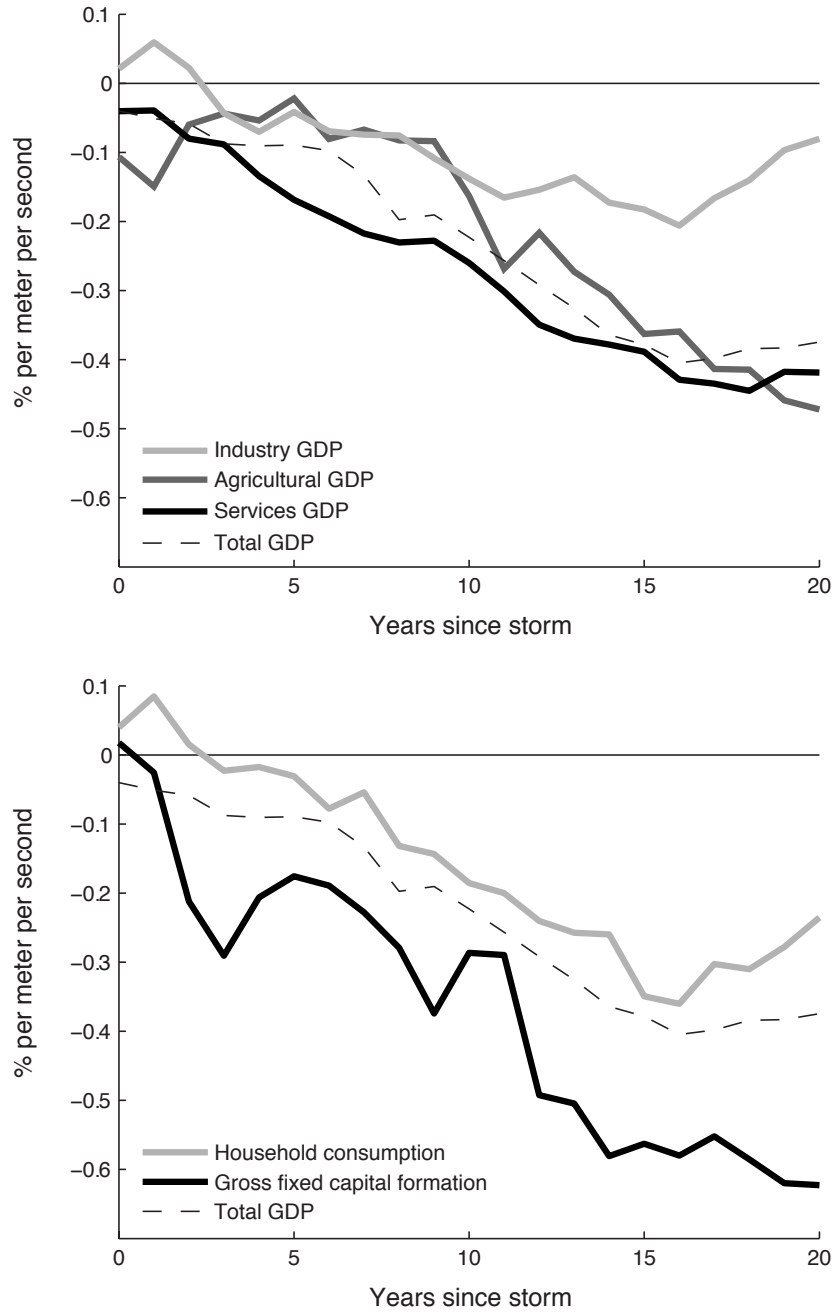 0.1
0
−0.1
−0.2
−0.3
−0.4
−0.5
−0.6
% per meter per second
Industry GDP
Agricultural GDP
Services GDP
Total GDP
0 5 10 15 20
Years since storm
0.1
0
−0.1
−0.2
−0.3
−0.4
−0.5
−0.6
% per meter per second
Household consumption
Gross fixed capital formation
Total GDP
0 5 10 15 20
Years since storm